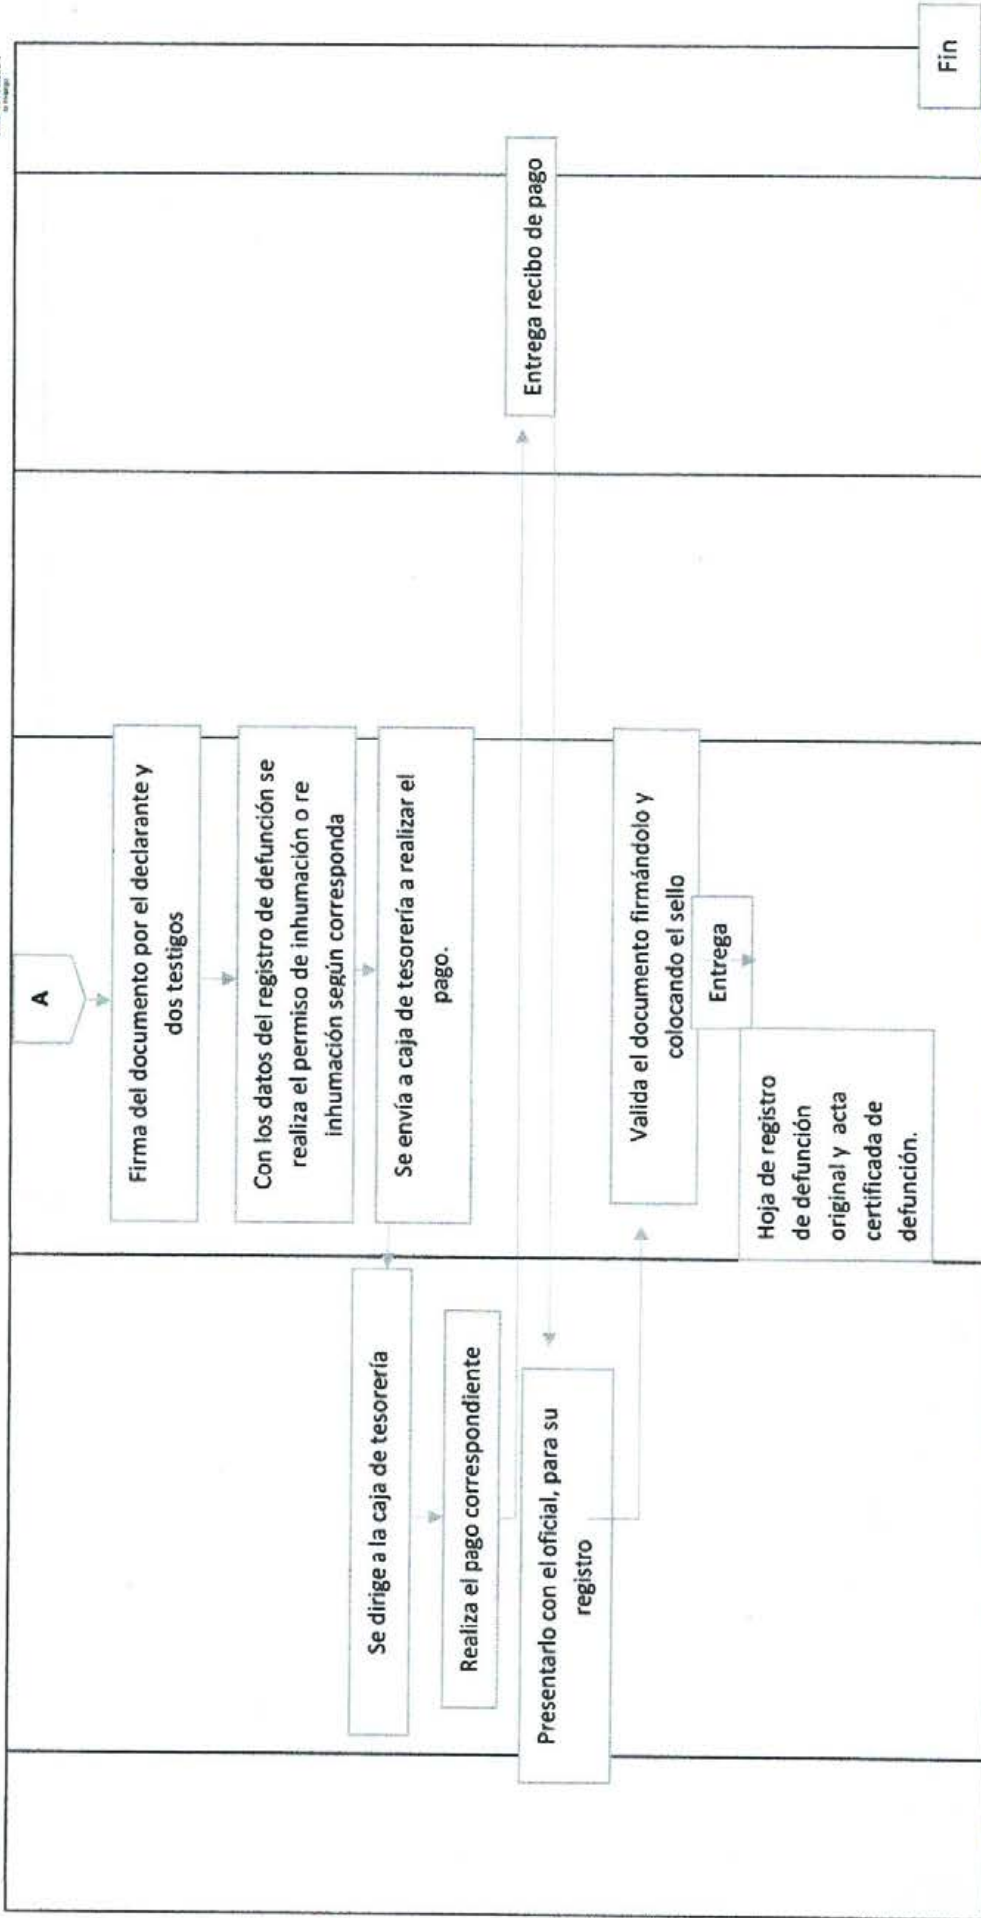 A
Firma del documento por el declarante y
dos testigos
Con los datos del registro de defunción se
realiza el permiso de inhumación o re
inhumación según corresponda
Se envía a caja de tesorería a realizar el
pago.
Se dirige a la caja de tesorería
Realiza el pago correspondiente
Entrega recibo de pago
Presentarlo con el oficial, para su
registro
Valida el documento firmándolo y
colocando el sello
Entrega
Hoja de registro
de defunción
original y acta
certificada de
defunción.
Fin